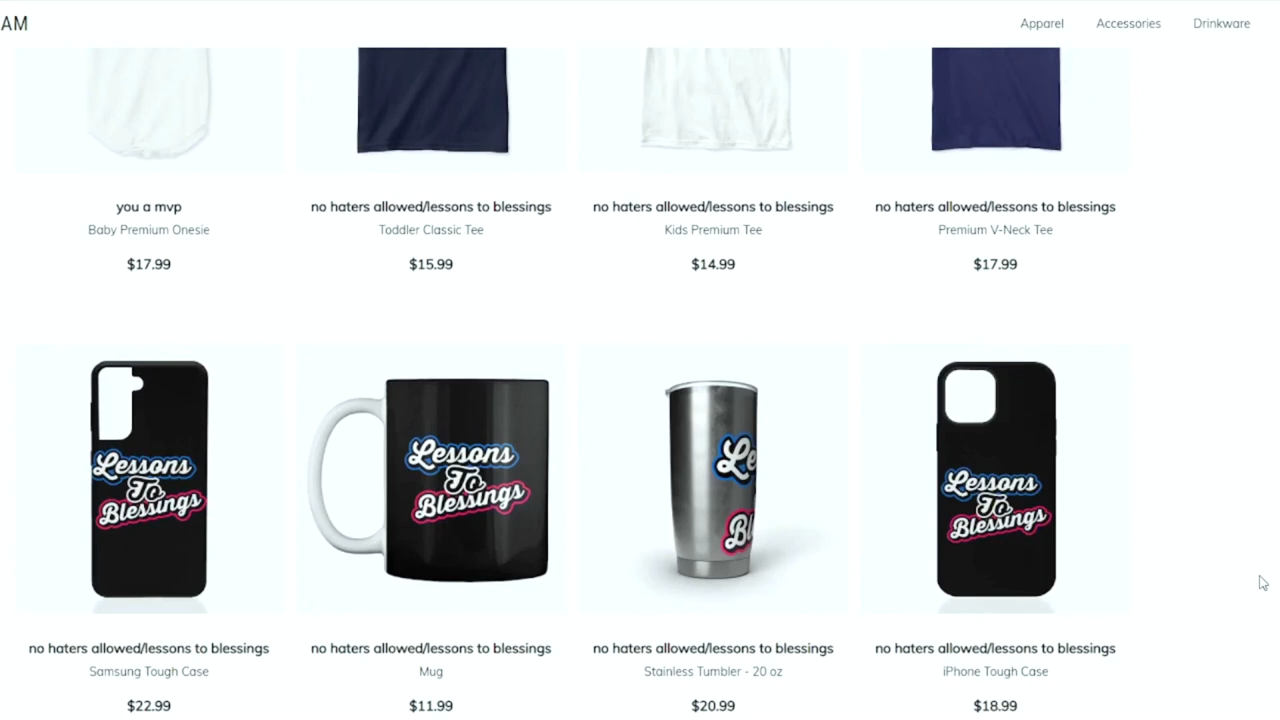 AM
Apparel Accessories Drinkware
you a mvp
Baby Premium Onesie
$17.99
no haters allowed/lessons to blessings
Toddler Classic Tee
$15.99
no haters allowed/lessons to blessings
Kids Premium Tee
$14.99
no haters allowed/lessons to blessings
Premium V-Neck Tee
$17.99
Lessons
To
Blessings
no haters allowed/lessons to blessings
Samsung Tough Case
$22.99
Lessons
To
Blessings
no haters allowed/lessons to blessings
Mug
$11.99
Le
Bl
no haters allowed/lessons to blessings
Stainless Tumbler - 20 oz
$20.99
Lessons
To
Blessings
no haters allowed/lessons to blessings
iPhone Tough Case
$18.99